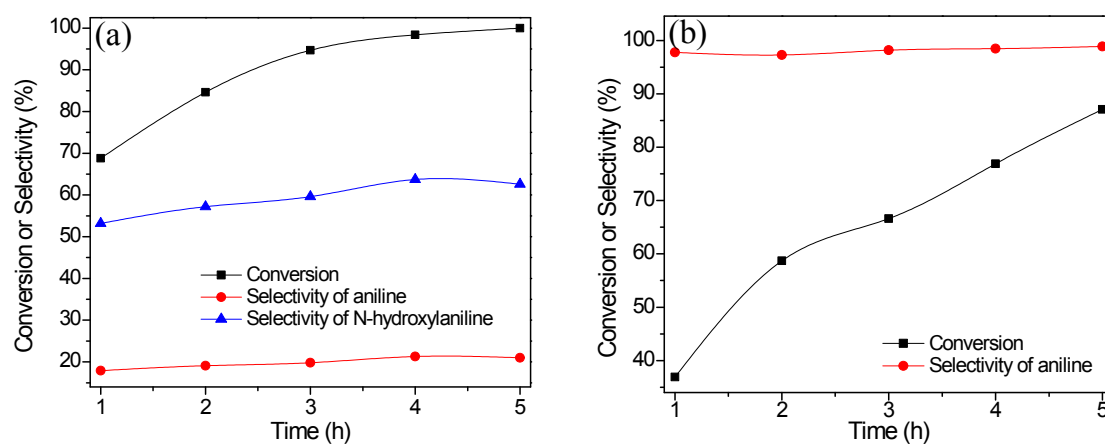 (a)
Conversion or Selectivity (%)
100
90
80
70
60
50
40
30
20
Conversion
Selectivity of aniline
Selectivity of N-hydroxylaniline
1 2 3 4 5
Time (h)
(b)
Conversion or Selectivity (%)
100
90
80
70
60
50
40
Conversion
Selectivity of aniline
1 2 3 4 5
Time (h)